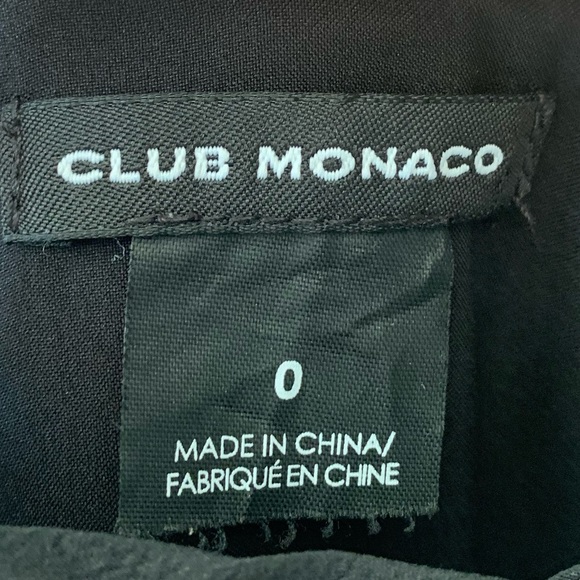 CLUB MONACO
0
MADE IN CHINA/
FABRIQUÉ EN CHINE